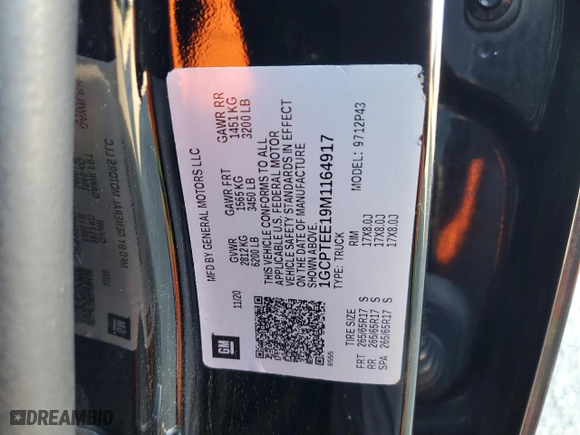 MFD BY GENERAL MOTORS LLC
11/20
GVWR
2812 KG
6200 LB
GAWR FRT
1565 KG
3450 LB
GAWR RR
1451 KG
3200 LB
THIS VEHICLE CONFORMS TO ALL
APPLICABLE U.S. FEDERAL MOTOR
VEHICLE SAFETY STANDARDS IN EFFECT
ON THE DATE OF MANUFACTURE
SHOWN ABOVE.
1GCPTEE19M1164917
TYPE: TRUCK
MODEL: 9712P43
GM
8555
TIRE SIZE
RIM
FRT 265/65R17 S 17X8.0J
RR 265/65R17 S 17X8.0J
SPA 265/65R17 S 17X8.0J
DREAMBID